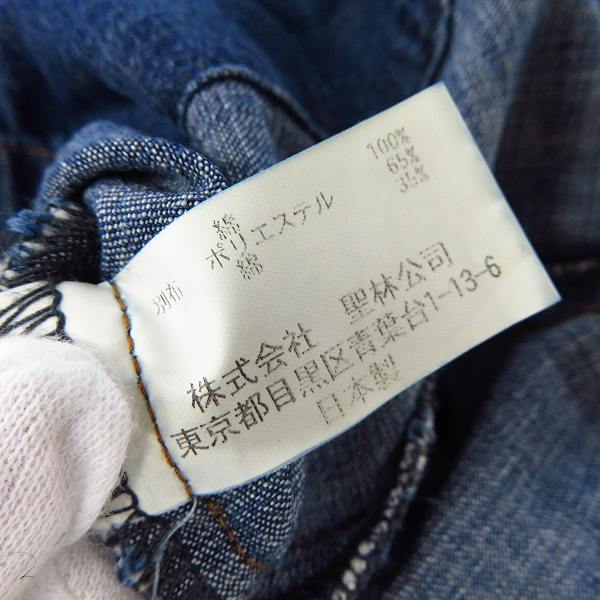 綿 100%
別布 ポリエステル 65%
綿 35%
株式会社 聖林公司
東京都目黒区青葉台1-13-6
日本製